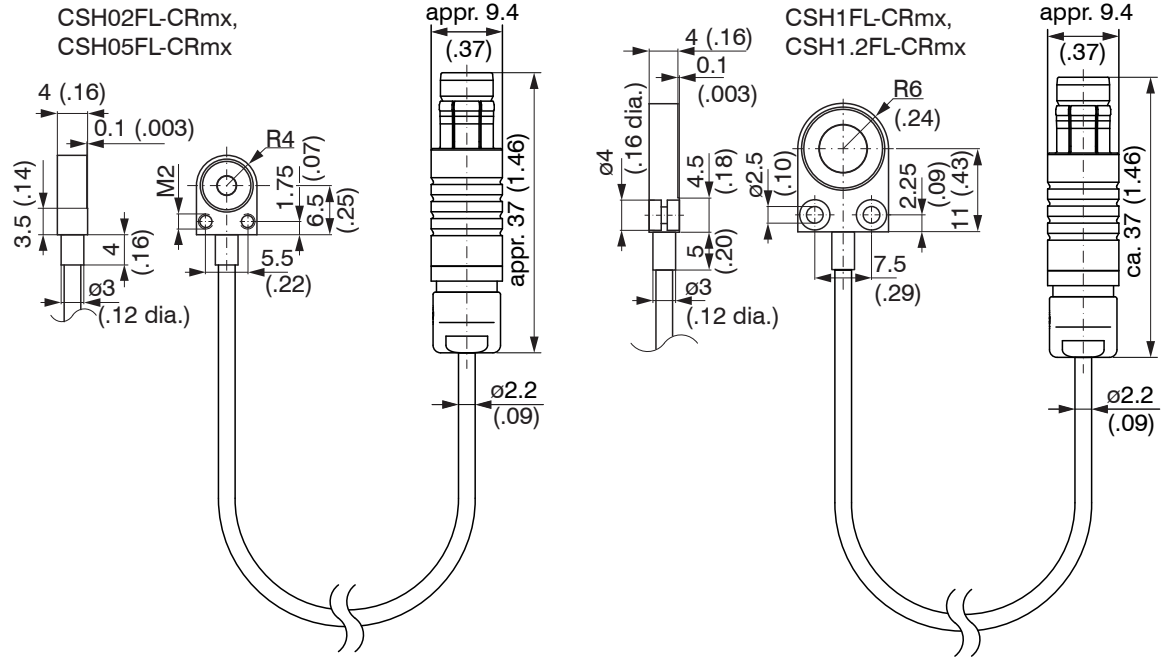 CSH02FL-CRmx,
CSH05FL-CRmx
appr. 9.4
(.37)
4 (.16)
0.1 (.003)
R4
(.07)
1.75
M2
3.5 (.14)
6.5
(.25)
4
(.16)
5.5
(.22)
ø3
(.12 dia.)
appr. 37 (1.46)
ø2.2
(.09)
CSH1FL-CRmx,
CSH1.2FL-CRmx
appr. 9.4
(.37)
4 (.16)
0.1
(.003)
R6
(.24)
ø4
(.16 dia.)
4.5
(.18)
ø2.5
(.10)
2.25
(.09)
11 (.43)
5
(.20)
7.5
(.29)
ø3
(.12 dia.)
ca. 37 (1.46)
ø2.2
(.09)